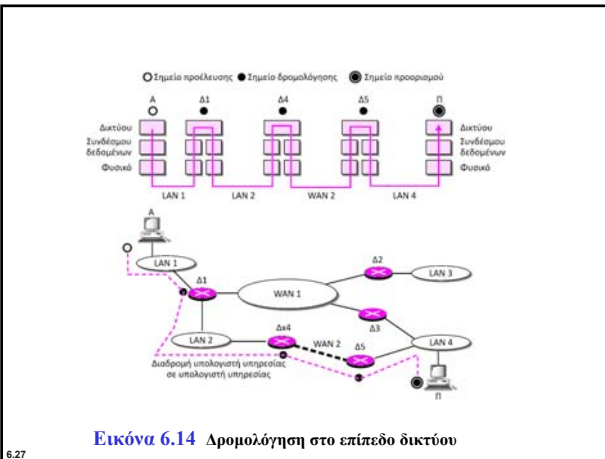 Σημείο προέλευσης Σημείο δρομολόγησης Σημείο προορισμού
Α Δ1 Δ4 Δ5 Π
Δικτύου Δικτύου
Συνδέσμου δεδομένων Συνδέσμου δεδομένων
Φυσικό Φυσικό
LAN 1 LAN 2 WAN 2 LAN 4
Α
LAN 1
Δ1
WAN 1
Δ2
LAN 3
Δ3
LAN 2
Δκ4
WAN 2
Δ5
LAN 4
Π
Διαδρομή υπολογιστή υπηρεσίας
σε υπολογιστή υπηρεσίας
Εικόνα 6.14 Δρομολόγηση στο επίπεδο δικτύου
6.27